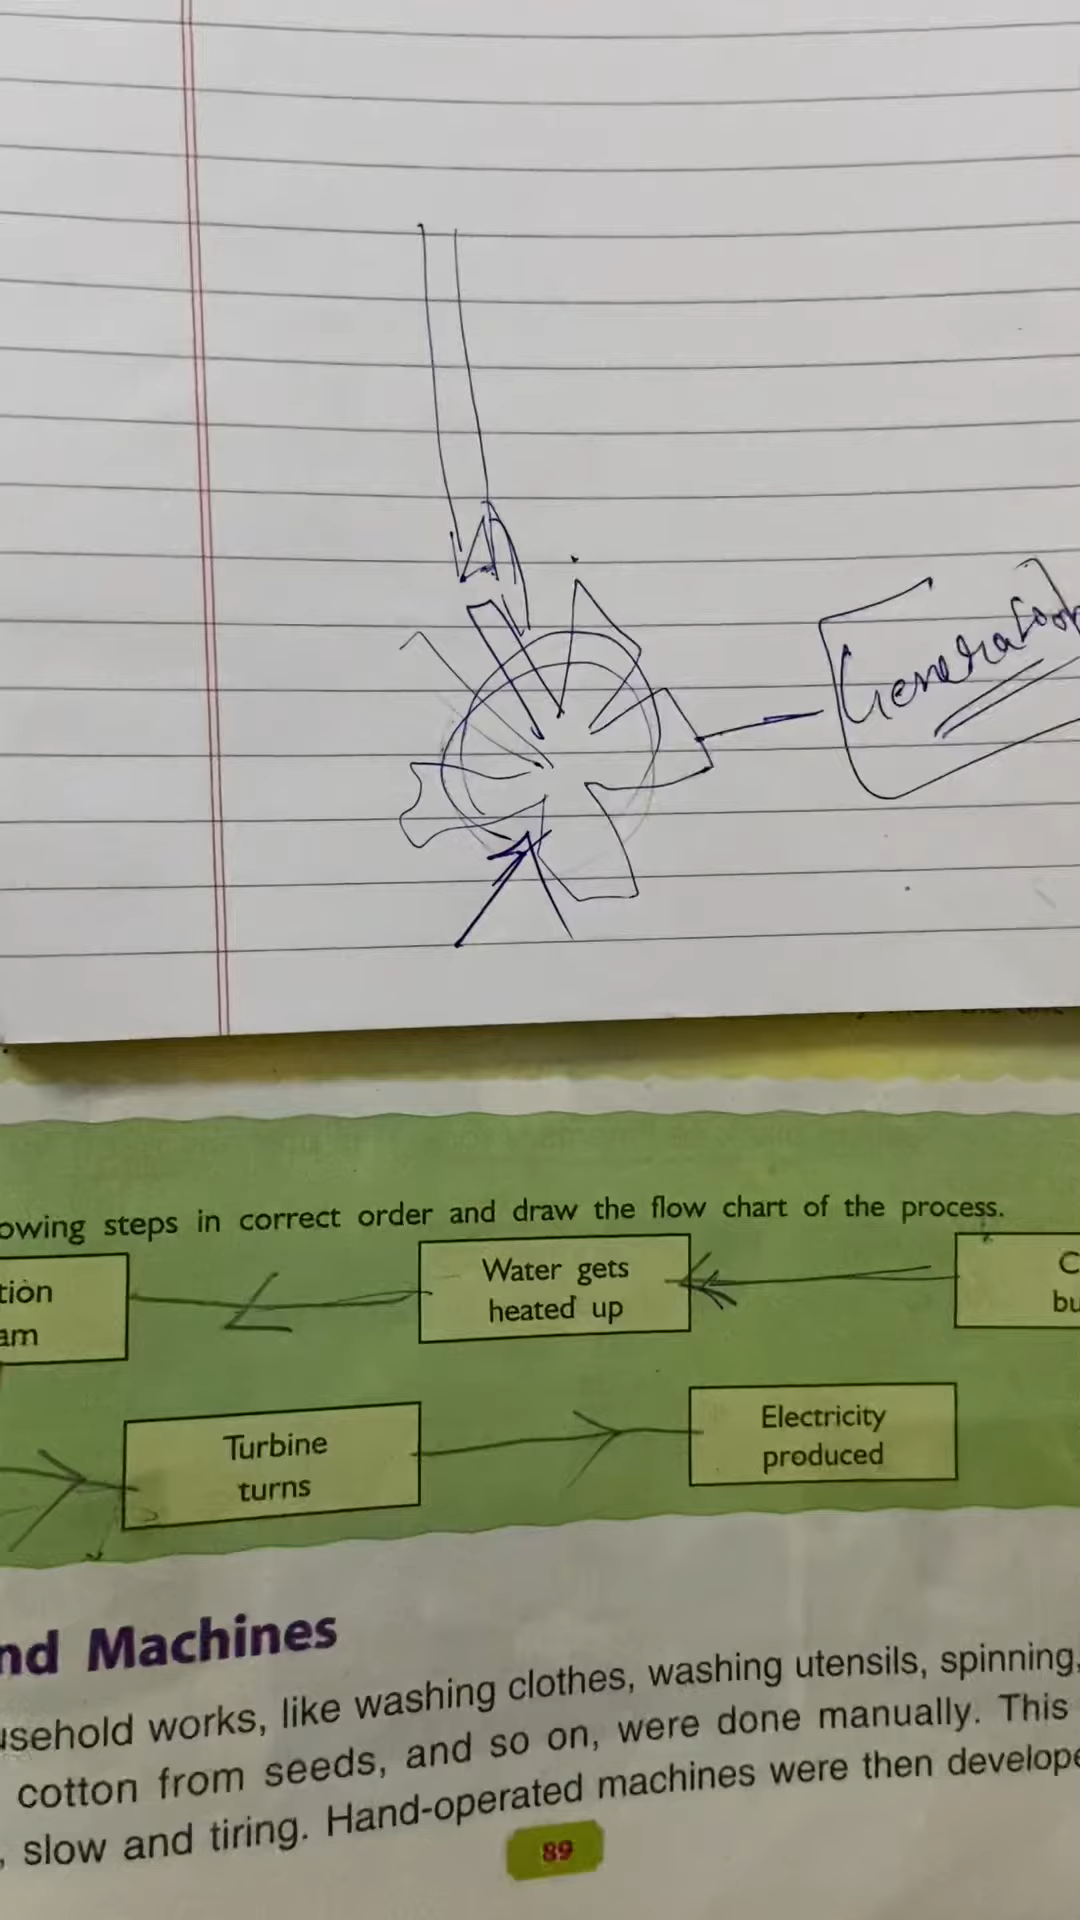 Generator
owing steps in correct order and draw the flow chart of the process.
tion
am
Water gets
heated up
C
bu
Turbine
turns
Electricity
produced
nd Machines
usehold works, like washing clothes, washing utensils, spinning,
cotton from seeds, and so on, were done manually. This
, slow and tiring. Hand-operated machines were then develope
89